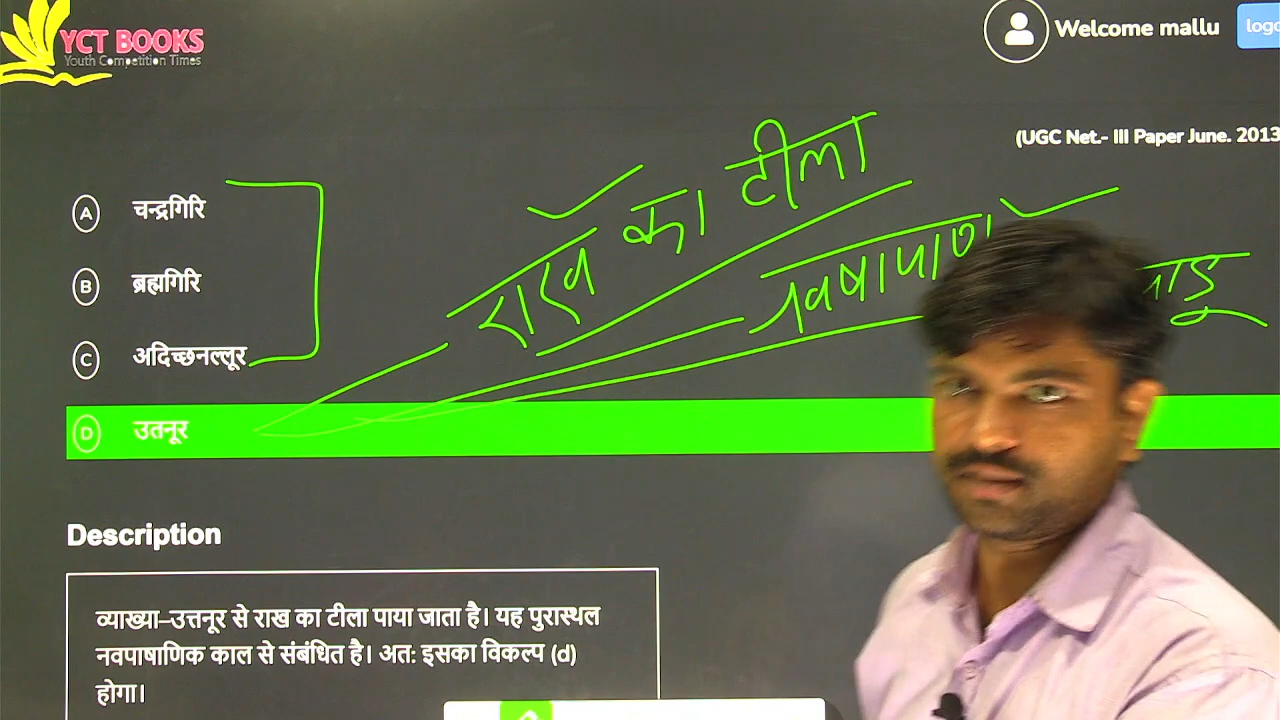 YCT BOOKS
Youth Competition Times
Welcome mallu
(UGC Net.- III Paper June. 2013
A चन्द्रगिरि
B ब्रह्मगिरि
C अदिच्छनल्लूर
D उतनूर
राख का टीला
Description
व्याख्या–उत्तनूर से राख का टीला पाया जाता है। यह पुरास्थल
नवपाषाणिक काल से संबंधित है। अत: इसका विकल्प (d)
होगा।